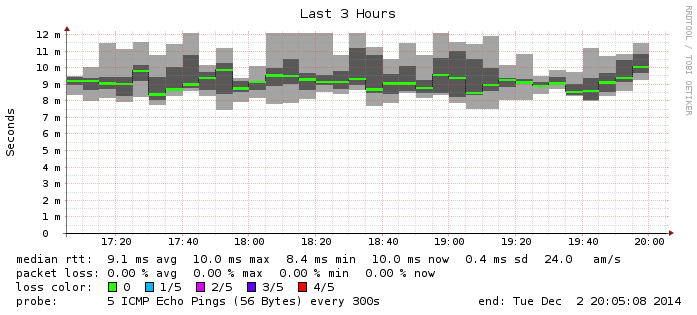 Last 3 Hours
RRDTOOL / TOBI OETIKER
Seconds
12 m
11 m
10 m
9 m
8 m
7 m
6 m
5 m
4 m
3 m
2 m
1 m
0
17:20 17:40 18:00 18:20 18:40 19:00 19:20 19:40 20:00
median rtt: 9.1 ms avg 10.0 ms max 8.4 ms min 10.0 ms now 0.4 ms sd 24.0 am/s
packet loss: 0.00 % avg 0.00 % max 0.00 % min 0.00 % now
loss color: 0 1/5 2/5 3/5 4/5
probe: 5 ICMP Echo Pings (56 Bytes) every 300s end: Tue Dec 2 20:05:08 2014